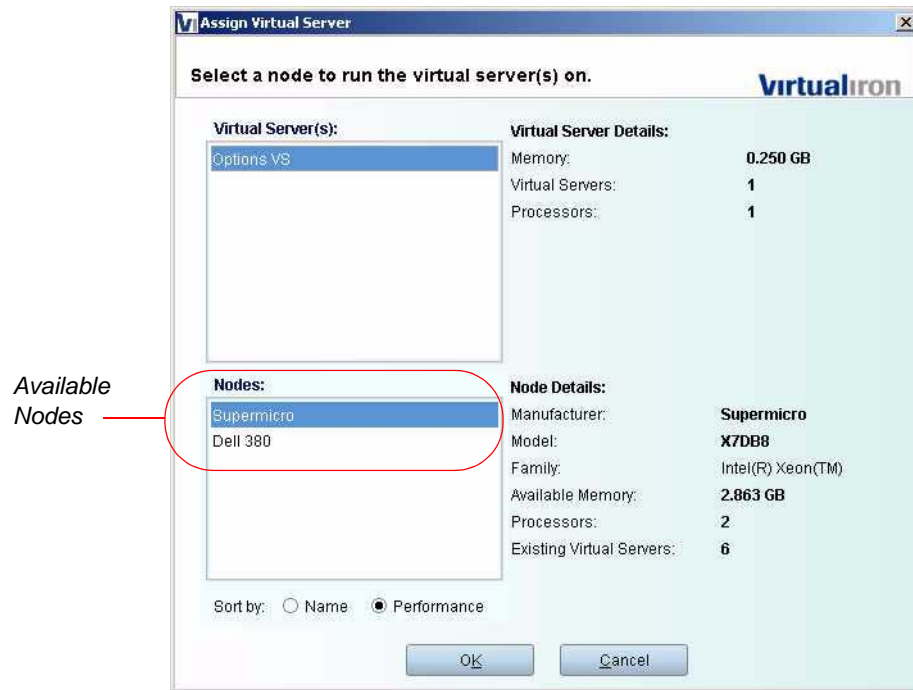 Assign Virtual Server
Select a node to run the virtual server(s) on.
Virtualiron
Virtual Server(s):
Options VS
Virtual Server Details:
Memory: 0.250 GB
Virtual Servers: 1
Processors: 1
Available
Nodes
Nodes:
Supermicro
Dell 380
Node Details:
Manufacturer: Supermicro
Model: X7DB8
Family: Intel(R) Xeon(TM)
Available Memory: 2.863 GB
Processors: 2
Existing Virtual Servers: 6
Sort by: Name Performance
OK Cancel